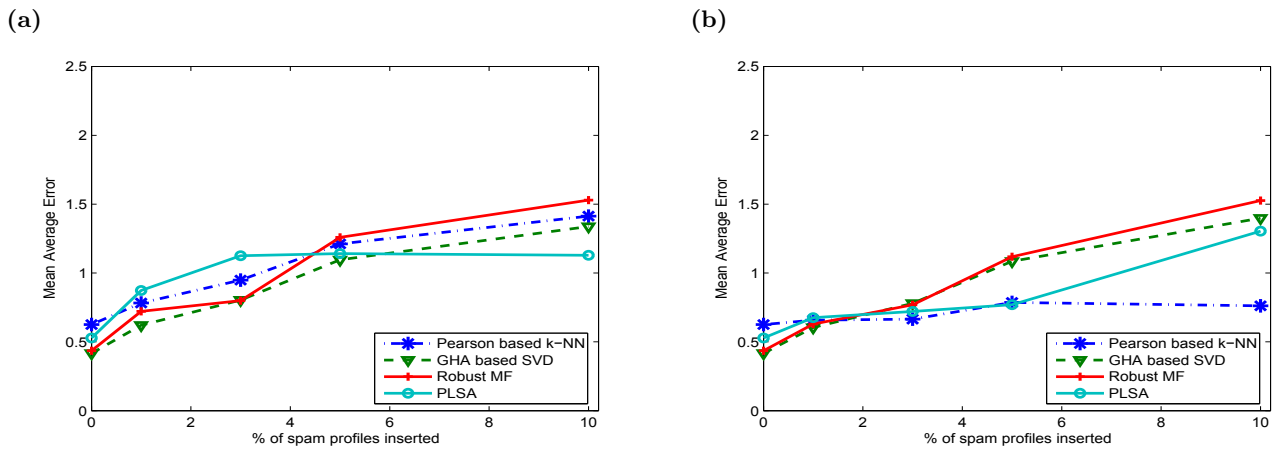 (a)
2.5
2
1.5
1
0.5
0
0
2
4
6
8
10
Mean Average Error
% of spam profiles inserted
Pearson based k−NN
GHA based SVD
Robust MF
PLSA
(b)
2.5
2
1.5
1
0.5
0
0
2
4
6
8
10
Mean Average Error
% of spam profiles inserted
Pearson based k−NN
GHA based SVD
Robust MF
PLSA